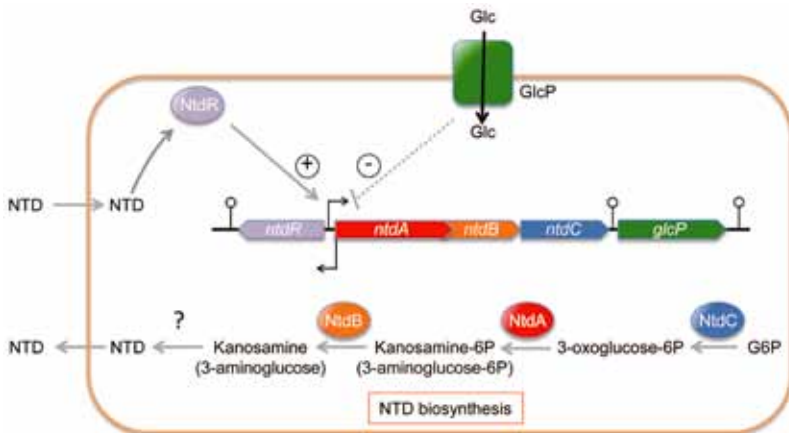 Glc
GlcP
Glc
NtdR
+
-
NTD
NTD
ntdR
ntdA
ntdB
ntdC
glcP
?
NtdB
NtdA
NtdC
NTD
NTD
Kanosamine
(3-aminoglucose)
Kanosamine-6P
(3-aminoglucose-6P)
3-oxoglucose-6P
G6P
NTD biosynthesis